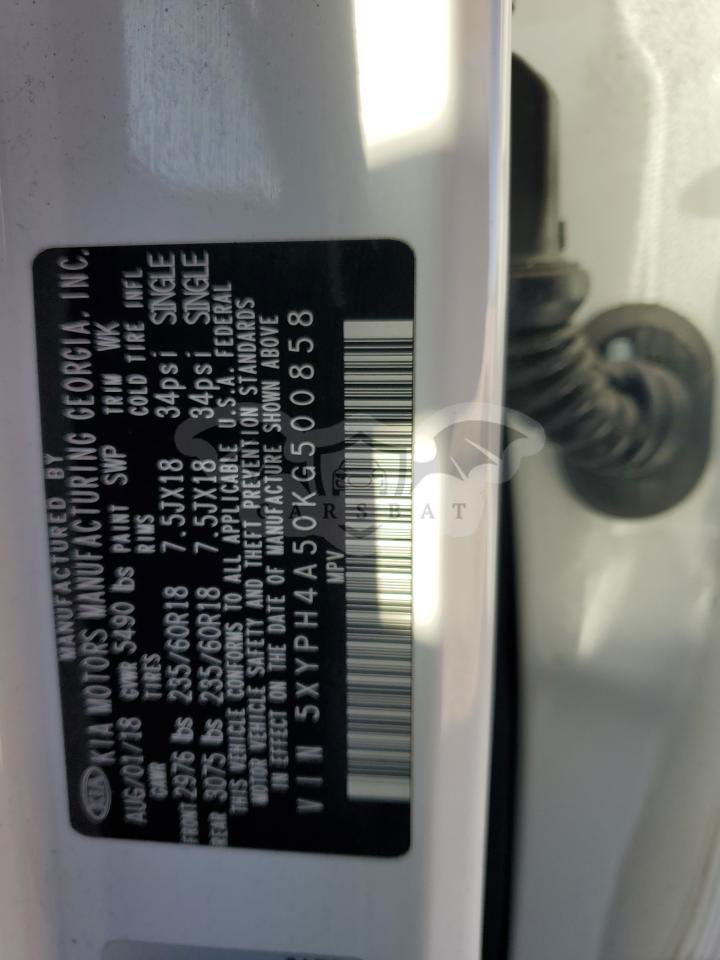 MANUFACTURED BY
KIA KIA MOTORS MANUFACTURING GEORGIA, INC.
AUG/01/18 GVWR 5490 lbs PAINT SWP TRIM WK
GAWR TIRES RIMS COLD TIRE INFL
FRONT 2976 lbs 235/60R18 7.5JX18 34psi SINGLE
REAR 3075 lbs 235/60R18 7.5JX18 34psi SINGLE
THIS VEHICLE CONFORMS TO ALL APPLICABLE U.S.A. FEDERAL
MOTOR VEHICLE SAFETY AND THEFT PREVENTION STANDARDS
IN EFFECT ON THE DATE OF MANUFACTURE SHOWN ABOVE
VIN 5XYPH4A50KG500858
MPV
CARSBAT